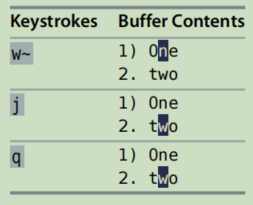 Keystrokes Buffer Contents
w~ 1) One
2. two
j 1) One
2. two
q 1) One
2. two